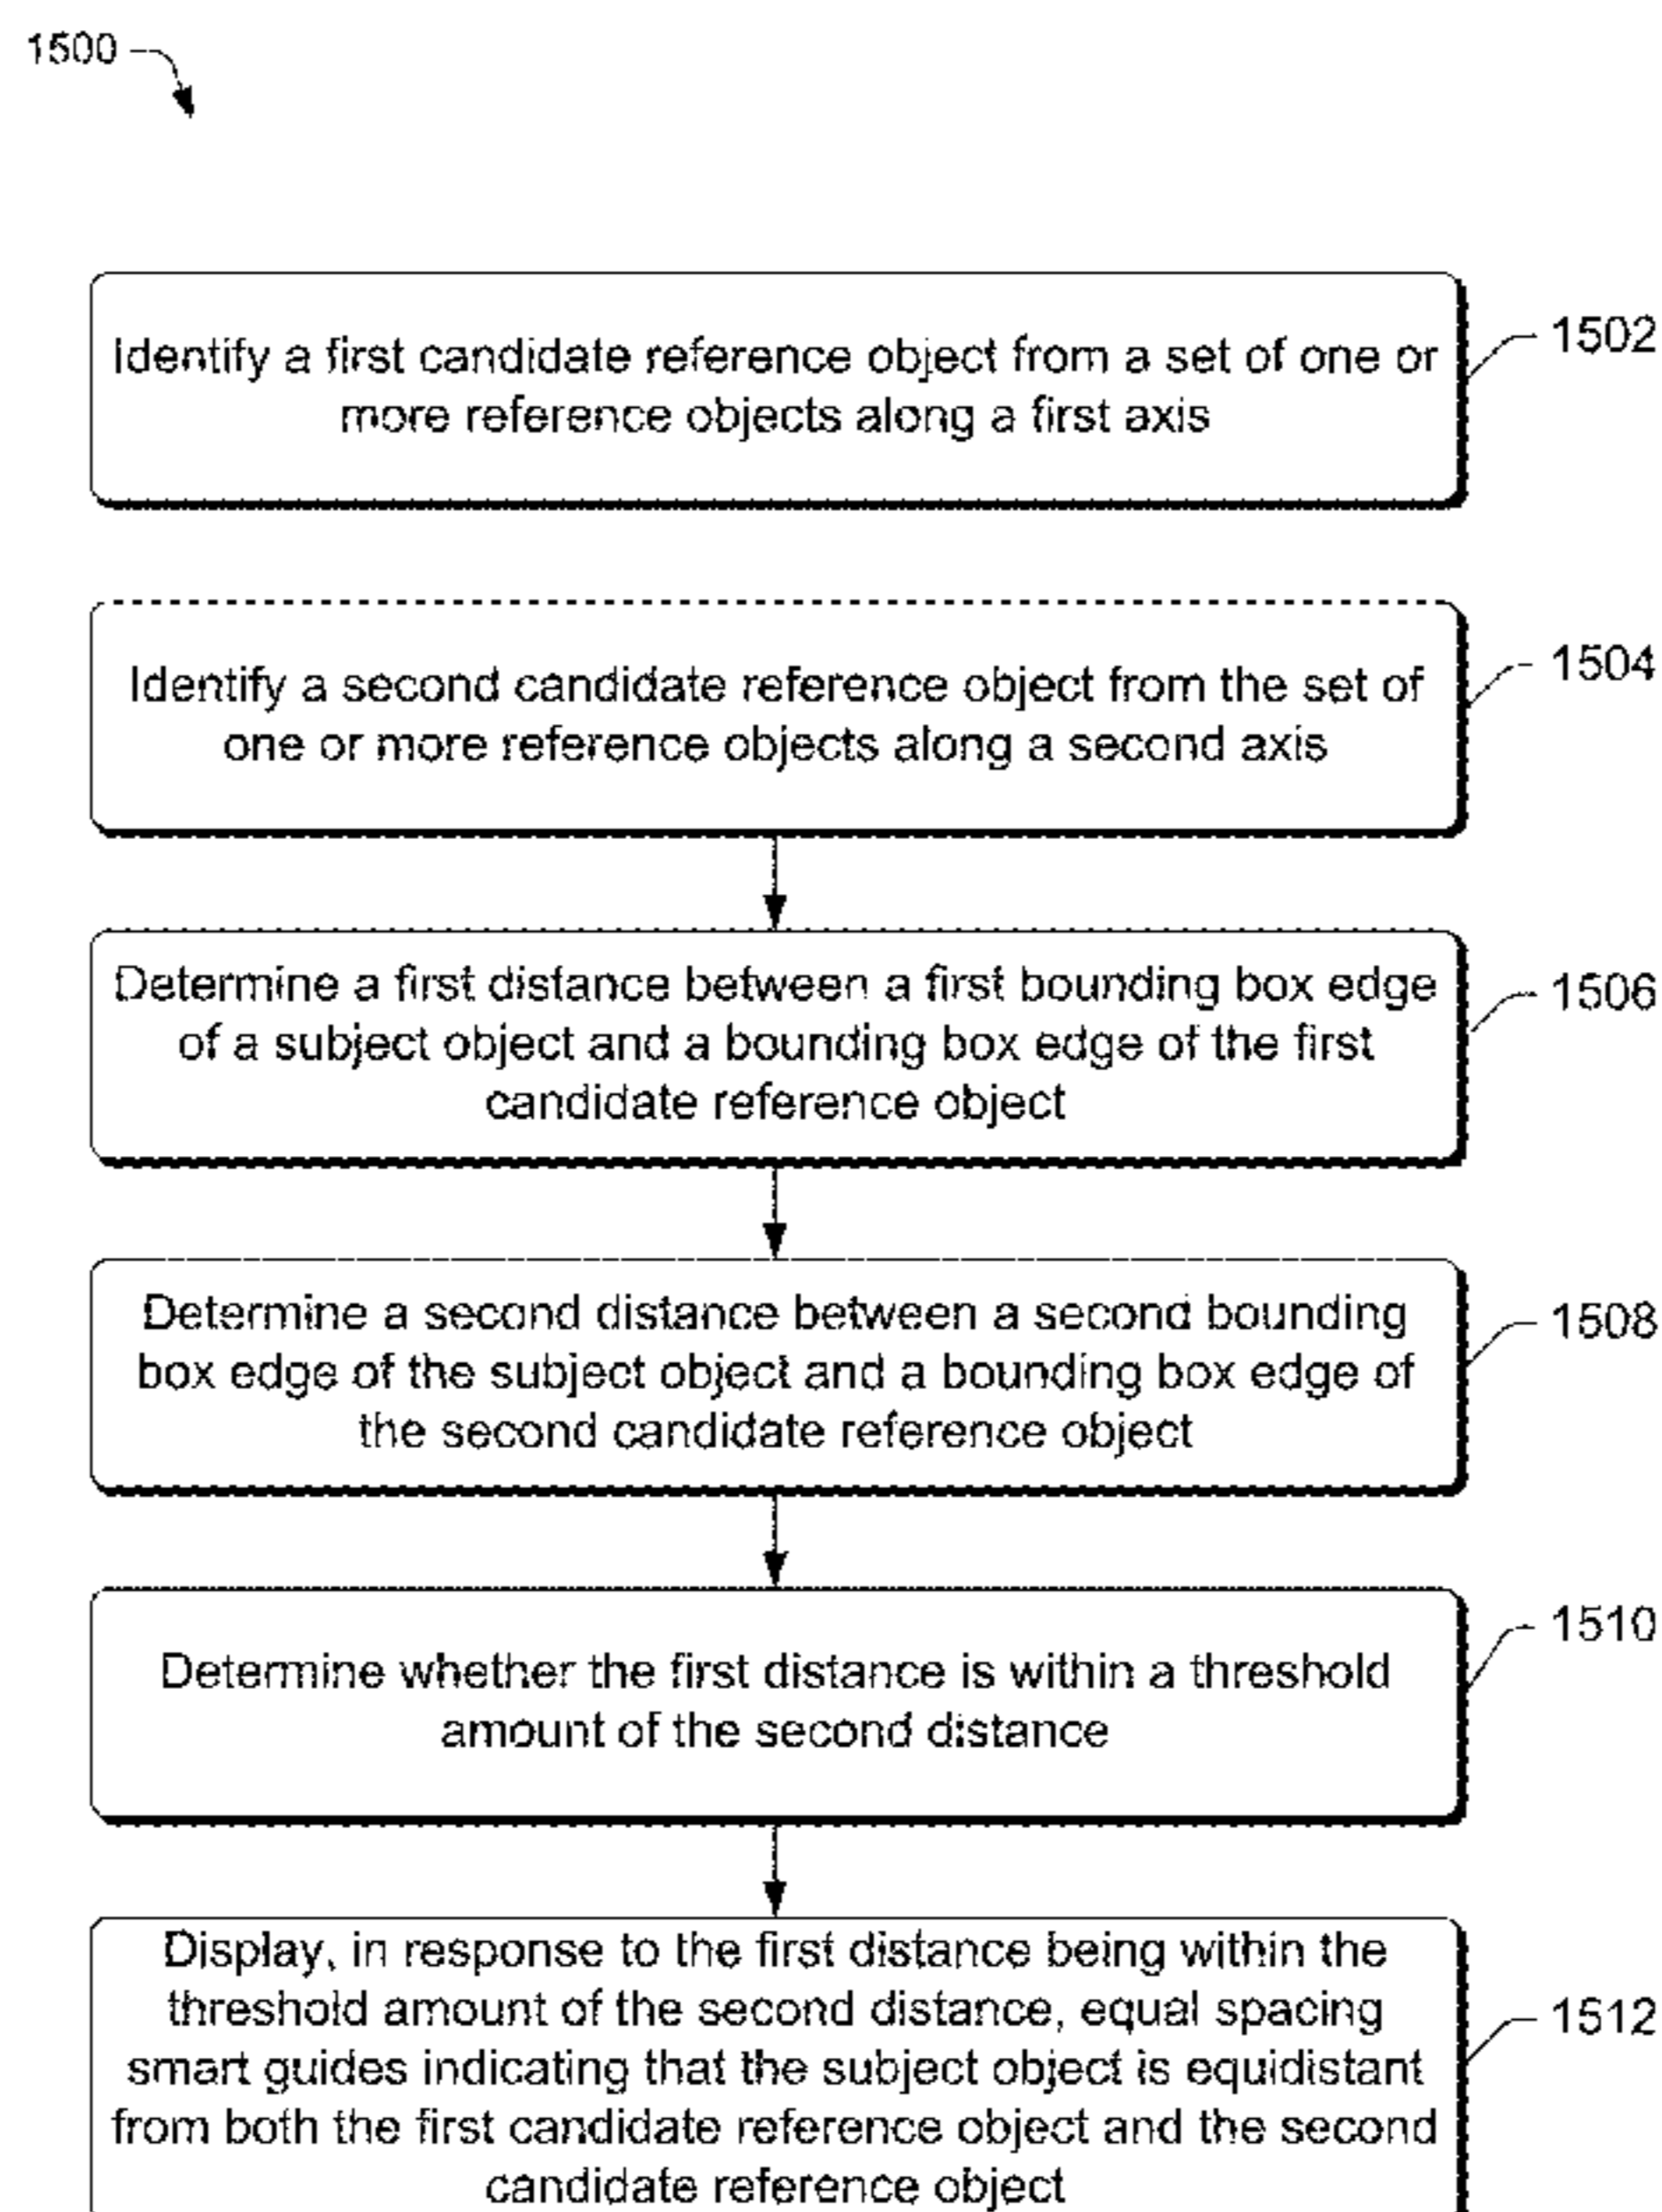 1500
Identify a first candidate reference object from a set of one or
more reference objects along a first axis
1502
Identify a second candidate reference object from the set of
one or more reference objects along a second axis
1504
Determine a first distance between a first bounding box edge
of a subject object and a bounding box edge of the first
candidate reference object
1506
Determine a second distance between a second bounding
box edge of the subject object and a bounding box edge of
the second candidate reference object
1508
Determine whether the first distance is within a threshold
amount of the second distance
1510
Display, in response to the first distance being within the
threshold amount of the second distance, equal spacing
smart guides indicating that the subject object is equidistant
from both the first candidate reference object and the second
candidate reference object
1512